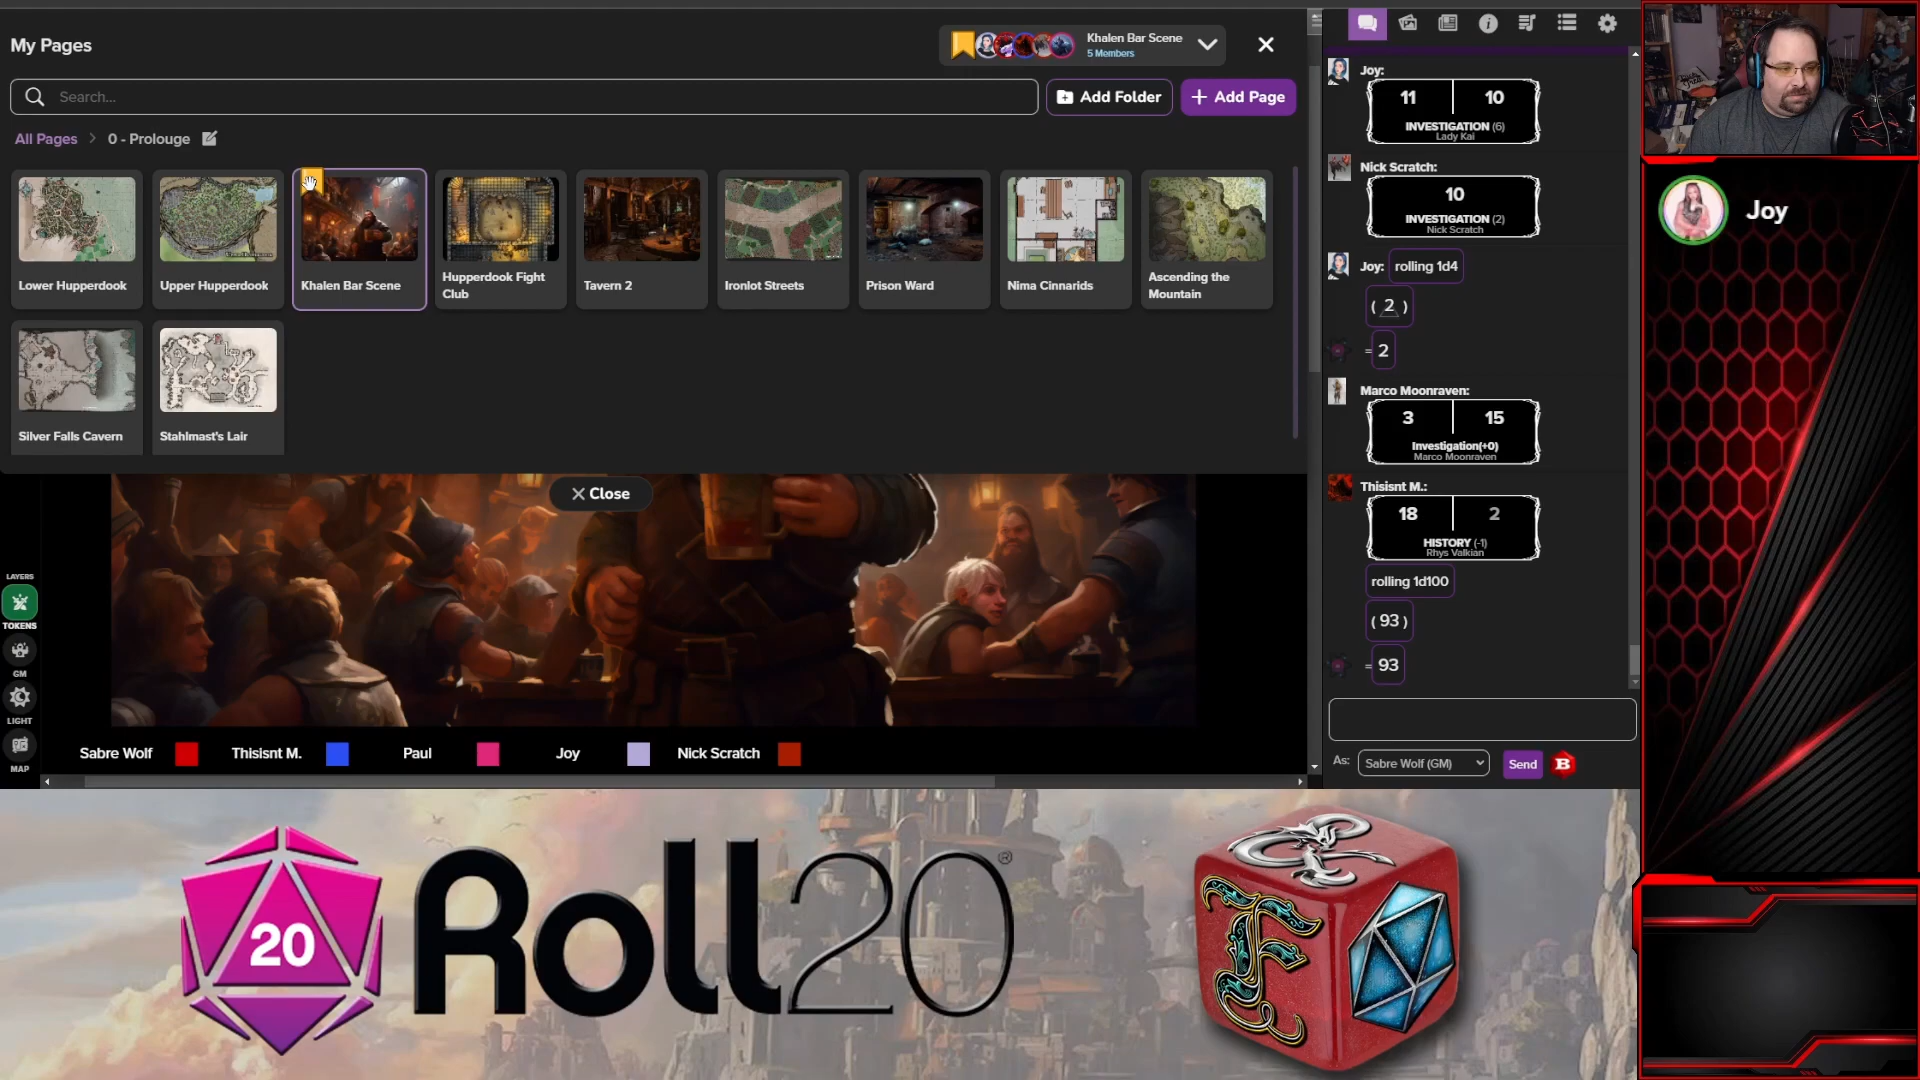 My Pages
Khalen Bar Scene
5 Members
Search...
Add Folder
+ Add Page
All Pages > 0 - Prolouge
Lower Hupperdook
Upper Hupperdook
Khalen Bar Scene
Hupperdook Fight
Club
Tavern 2
Ironlot Streets
Prison Ward
Nima Cinnarids
Ascending the
Mountain
Silver Falls Cavern
Stahlmast's Lair
Close
LAYERS
TOKENS
GM
LIGHT
MAP
Sabre Wolf
Thisisnt M.
Paul
Joy
Nick Scratch
Joy:
11 10
INVESTIGATION (6)
Lady Kai
Nick Scratch:
10
INVESTIGATION (2)
Nick Scratch
Joy: rolling 1d4
(2)
=2
Marco Moonraven:
3 15
Investigation(+0)
Marco Moonraven
Thisisnt M.:
18 2
HISTORY (-1)
Rhys Valkian
rolling 1d100
(93)
=93
As: Sabre Wolf (GM)
Send
B
Joy
20
Roll20®
E